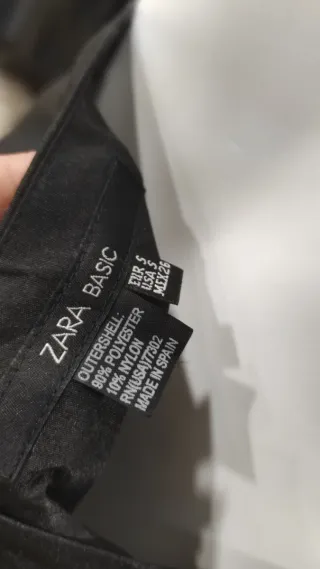 ZARA BASIC
EUR S
USA S
MEX 26
OUTERSHELL:
90% POLYESTER
10% NYLON
RN(USA)77302
MADE IN SPAIN